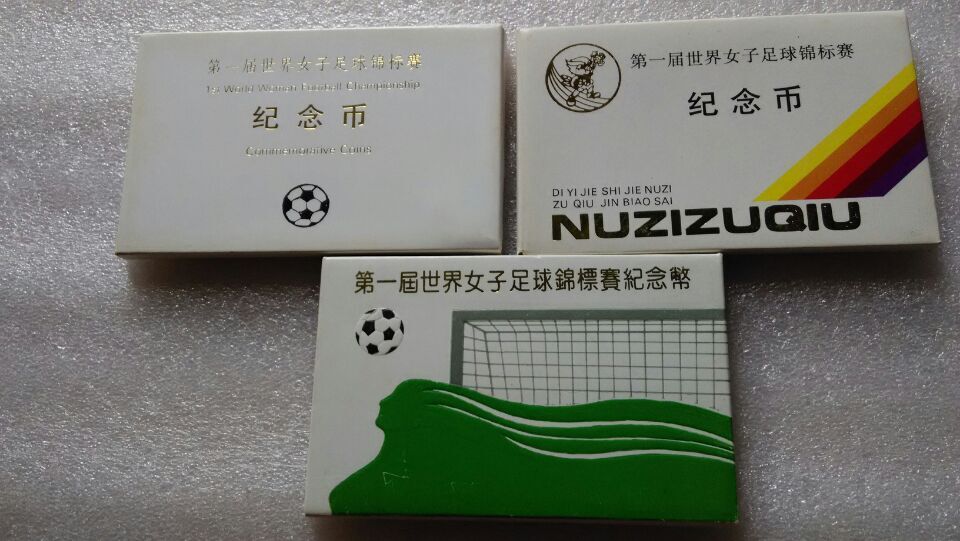 第一届世界女子足球锦标赛
1st World Women Football Championship
纪念币
Commemorative Coins
第一届世界女子足球锦标赛
纪念币
DI YI JIE SHI JIE NUZI
ZU QIU JIN BIAO SAI
NUZIZUQIU
第一屆世界女子足球錦標賽紀念幣